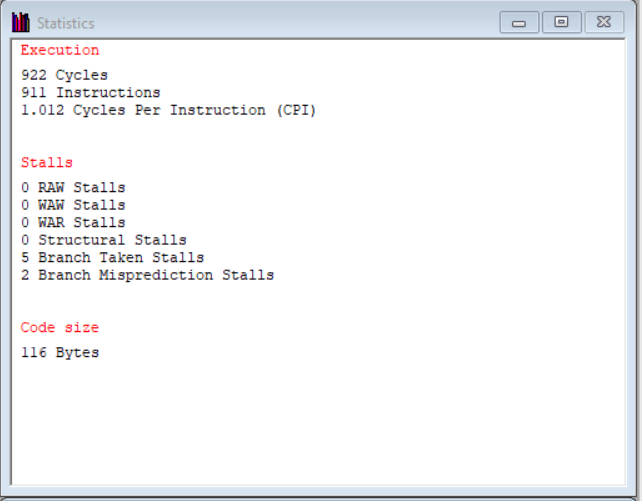 Statistics
Execution
922 Cycles
911 Instructions
1.012 Cycles Per Instruction (CPI)
Stalls
0 RAW Stalls
0 WAW Stalls
0 WAR Stalls
0 Structural Stalls
5 Branch Taken Stalls
2 Branch Misprediction Stalls
Code size
116 Bytes